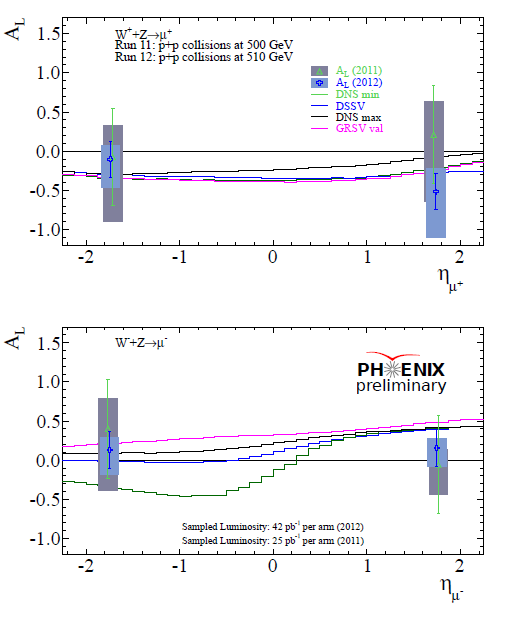 A_L
W⁺+Z→μ⁺
Run 11: p+p collisions at 500 GeV
Run 12: p+p collisions at 510 GeV
A_L (2011)
A_L (2012)
DNS min
DSSV
DNS max
GRSV val
1.5
1.0
0.5
0.0
-0.5
-1.0
-2 -1 0 1 2
η_μ⁺
A_L
W⁻+Z→μ⁻
PHENIX
preliminary
1.5
1.0
0.5
0.0
-0.5
-1.0
Sampled Luminosity: 42 pb⁻¹ per arm (2012)
Sampled Luminosity: 25 pb⁻¹ per arm (2011)
-2 -1 0 1 2
η_μ⁻